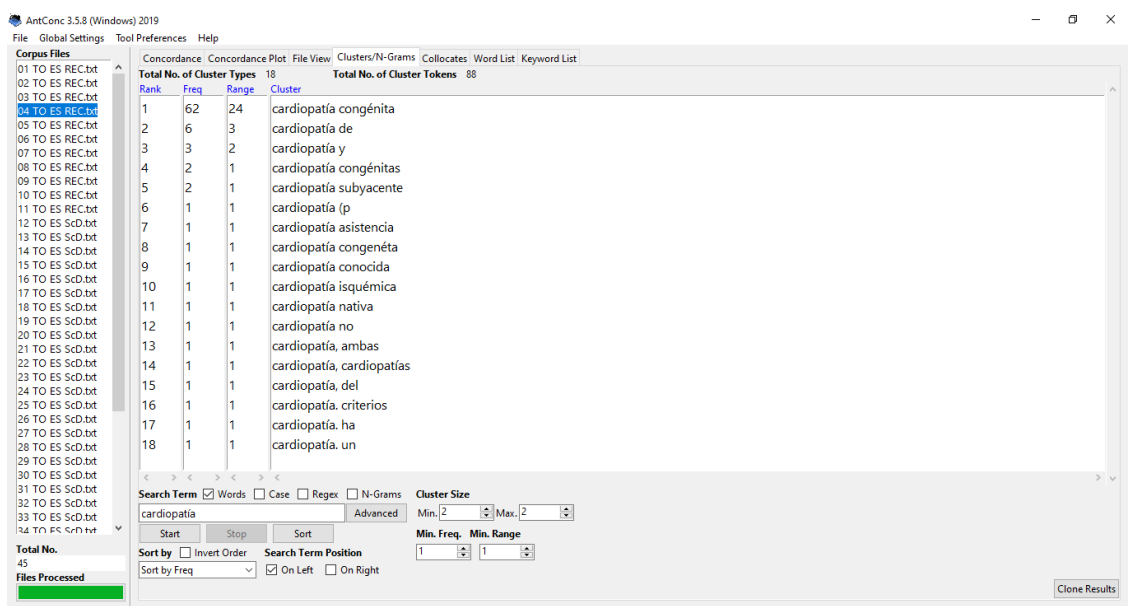 AntConc 3.5.8 (Windows) 2019
File Global Settings Tool Preferences Help
Corpus Files
01 TO ES REC.txt
02 TO ES REC.txt
03 TO ES REC.txt
04 TO ES REC.txt
05 TO ES REC.txt
06 TO ES REC.txt
07 TO ES REC.txt
08 TO ES REC.txt
09 TO ES REC.txt
10 TO ES REC.txt
11 TO ES REC.txt
12 TO ES ScD.txt
13 TO ES ScD.txt
14 TO ES ScD.txt
15 TO ES ScD.txt
16 TO ES ScD.txt
17 TO ES ScD.txt
18 TO ES ScD.txt
19 TO ES ScD.txt
20 TO ES ScD.txt
21 TO ES ScD.txt
22 TO ES ScD.txt
23 TO ES ScD.txt
24 TO ES ScD.txt
25 TO ES ScD.txt
26 TO ES ScD.txt
27 TO ES ScD.txt
28 TO ES ScD.txt
29 TO ES ScD.txt
30 TO ES ScD.txt
31 TO ES ScD.txt
32 TO ES ScD.txt
33 TO ES ScD.txt
34 TO ES ScD.txt
Total No.
45
Files Processed
Concordance Concordance Plot File View Clusters/N-Grams Collocates Word List Keyword List
Total No. of Cluster Types 18 Total No. of Cluster Tokens 88
Rank Freq Range Cluster
1 62 24 cardiopatía congénita
2 6 3 cardiopatía de
3 3 2 cardiopatía y
4 2 1 cardiopatía congénitas
5 2 1 cardiopatía subyacente
6 1 1 cardiopatía (p
7 1 1 cardiopatía asistencia
8 1 1 cardiopatía congenéta
9 1 1 cardiopatía conocida
10 1 1 cardiopatía isquémica
11 1 1 cardiopatía nativa
12 1 1 cardiopatía no
13 1 1 cardiopatía, ambas
14 1 1 cardiopatía, cardiopatías
15 1 1 cardiopatía, del
16 1 1 cardiopatía. criterios
17 1 1 cardiopatía. ha
18 1 1 cardiopatía. un
Search Term Words Case Regex N-Grams Cluster Size
cardiopatía Advanced Min. 2 Max. 2
Start Stop Sort Min. Freq. Min. Range
Sort by Invert Order Search Term Position 1 1
Sort by Freq On Left On Right
Clone Results